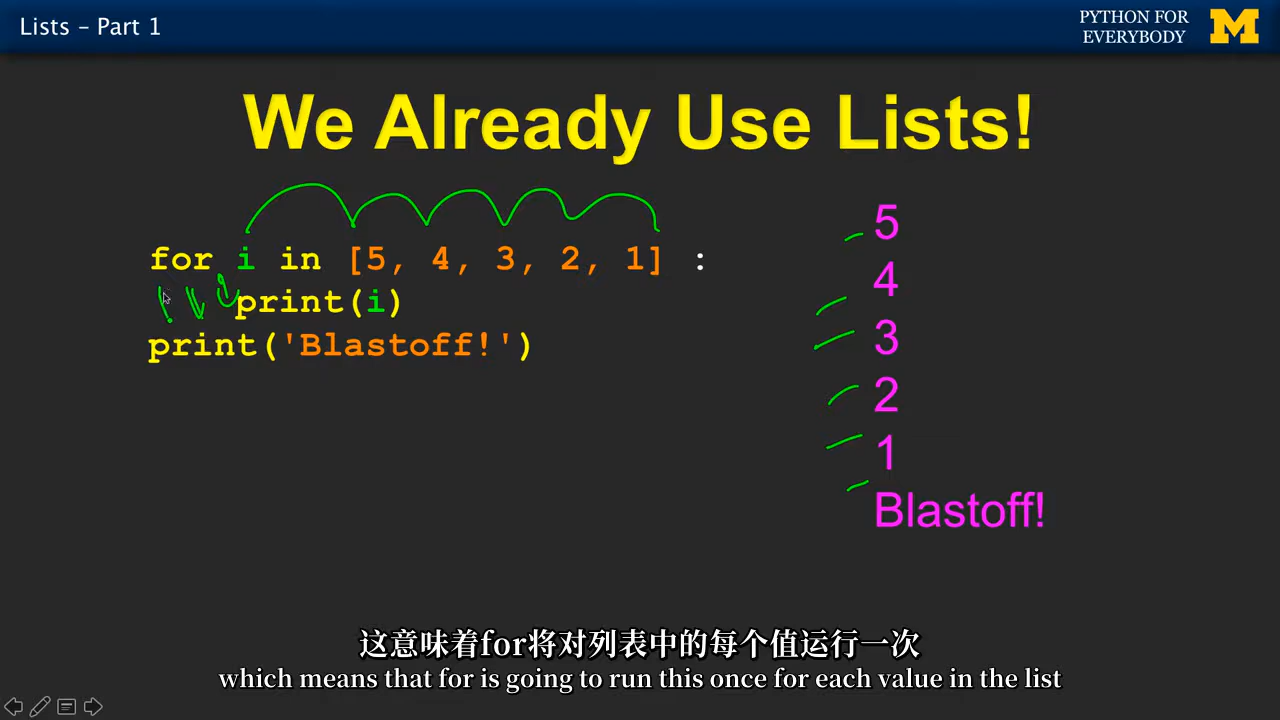 Lists – Part 1
PYTHON FOR
EVERYBODY
M
We Already Use Lists!
for i in [5, 4, 3, 2, 1] :
    print(i)
print('Blastoff!')
5
4
3
2
1
Blastoff!
这意味着for将对列表中的每个值运行一次
which means that for is going to run this once for each value in the list